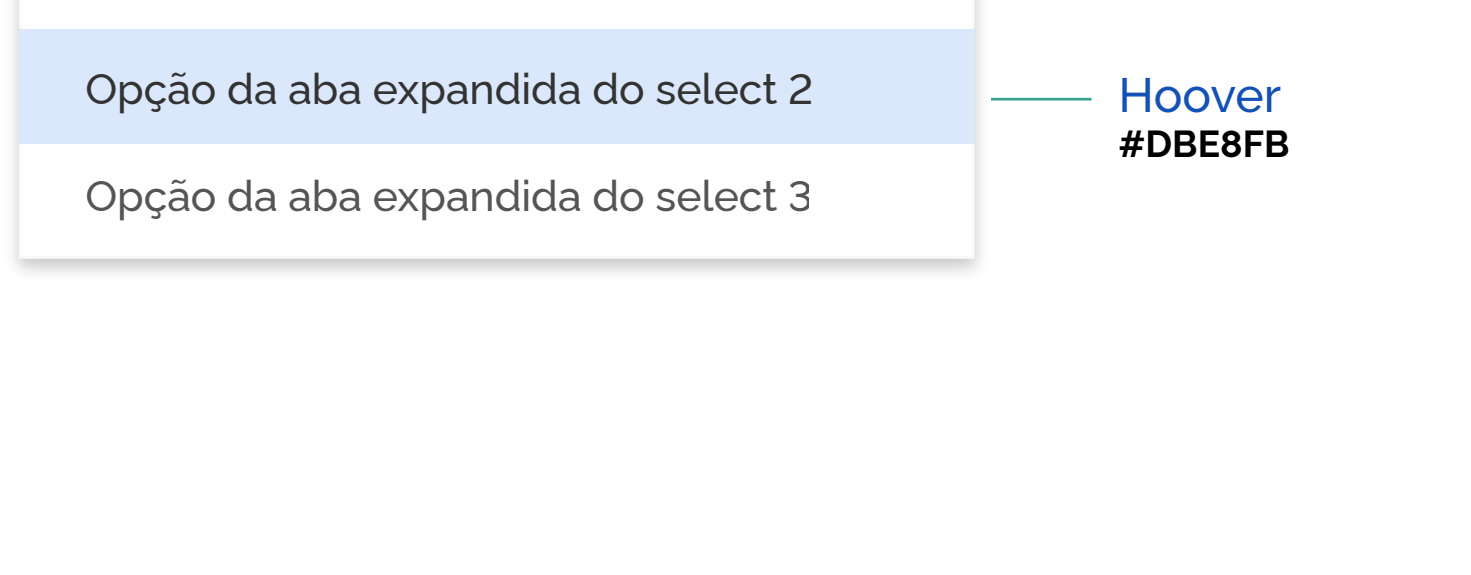 Opção da aba expandida do select 2
Hoover
#DBE8FB
Opção da aba expandida do select 3